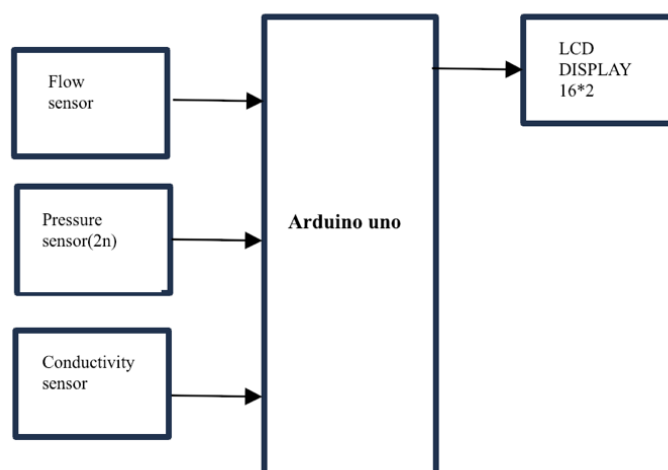 Flow
sensor
Pressure
sensor(2n)
Conductivity
sensor
Arduino uno
LCD
DISPLAY
16*2